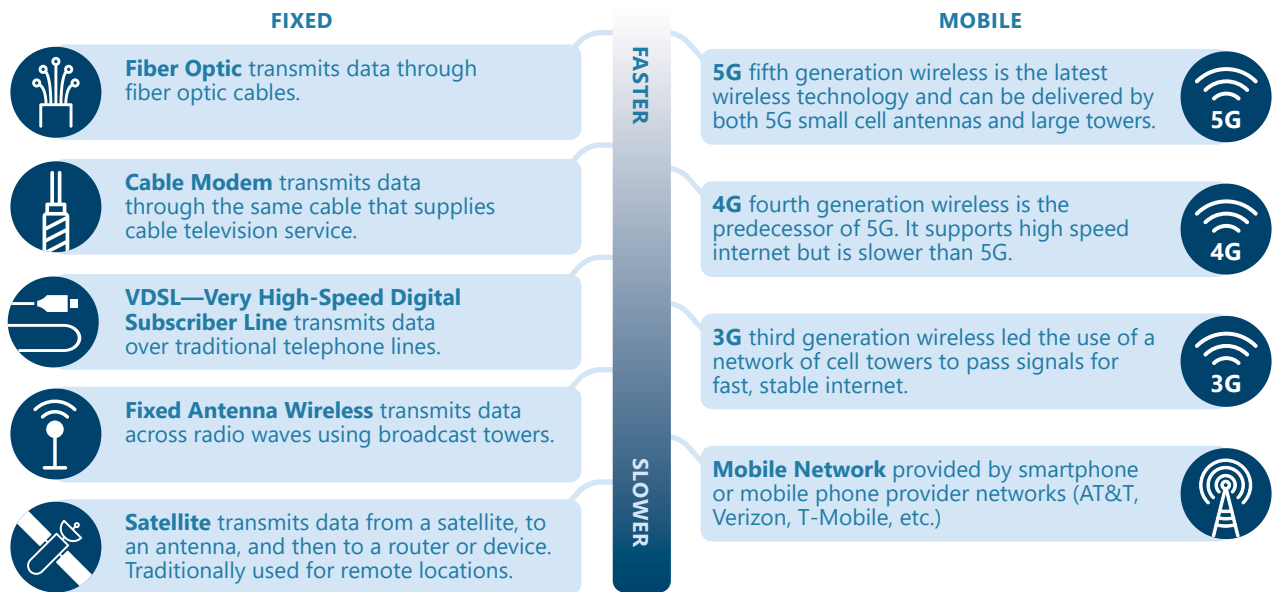 FIXED
Fiber Optic transmits data through
fiber optic cables.
Cable Modem transmits data
through the same cable that supplies
cable television service.
VDSL—Very High-Speed Digital
Subscriber Line transmits data
over traditional telephone lines.
Fixed Antenna Wireless transmits data
across radio waves using broadcast towers.
Satellite transmits data from a satellite, to
an antenna, and then to a router or device.
Traditionally used for remote locations.
FASTER
SLOWER
MOBILE
5G fifth generation wireless is the latest
wireless technology and can be delivered by
both 5G small cell antennas and large towers.
5G
4G fourth generation wireless is the
predecessor of 5G. It supports high speed
internet but is slower than 5G.
4G
3G third generation wireless led the use of a
network of cell towers to pass signals for
fast, stable internet.
3G
Mobile Network provided by smartphone
or mobile phone provider networks (AT&T,
Verizon, T-Mobile, etc.)